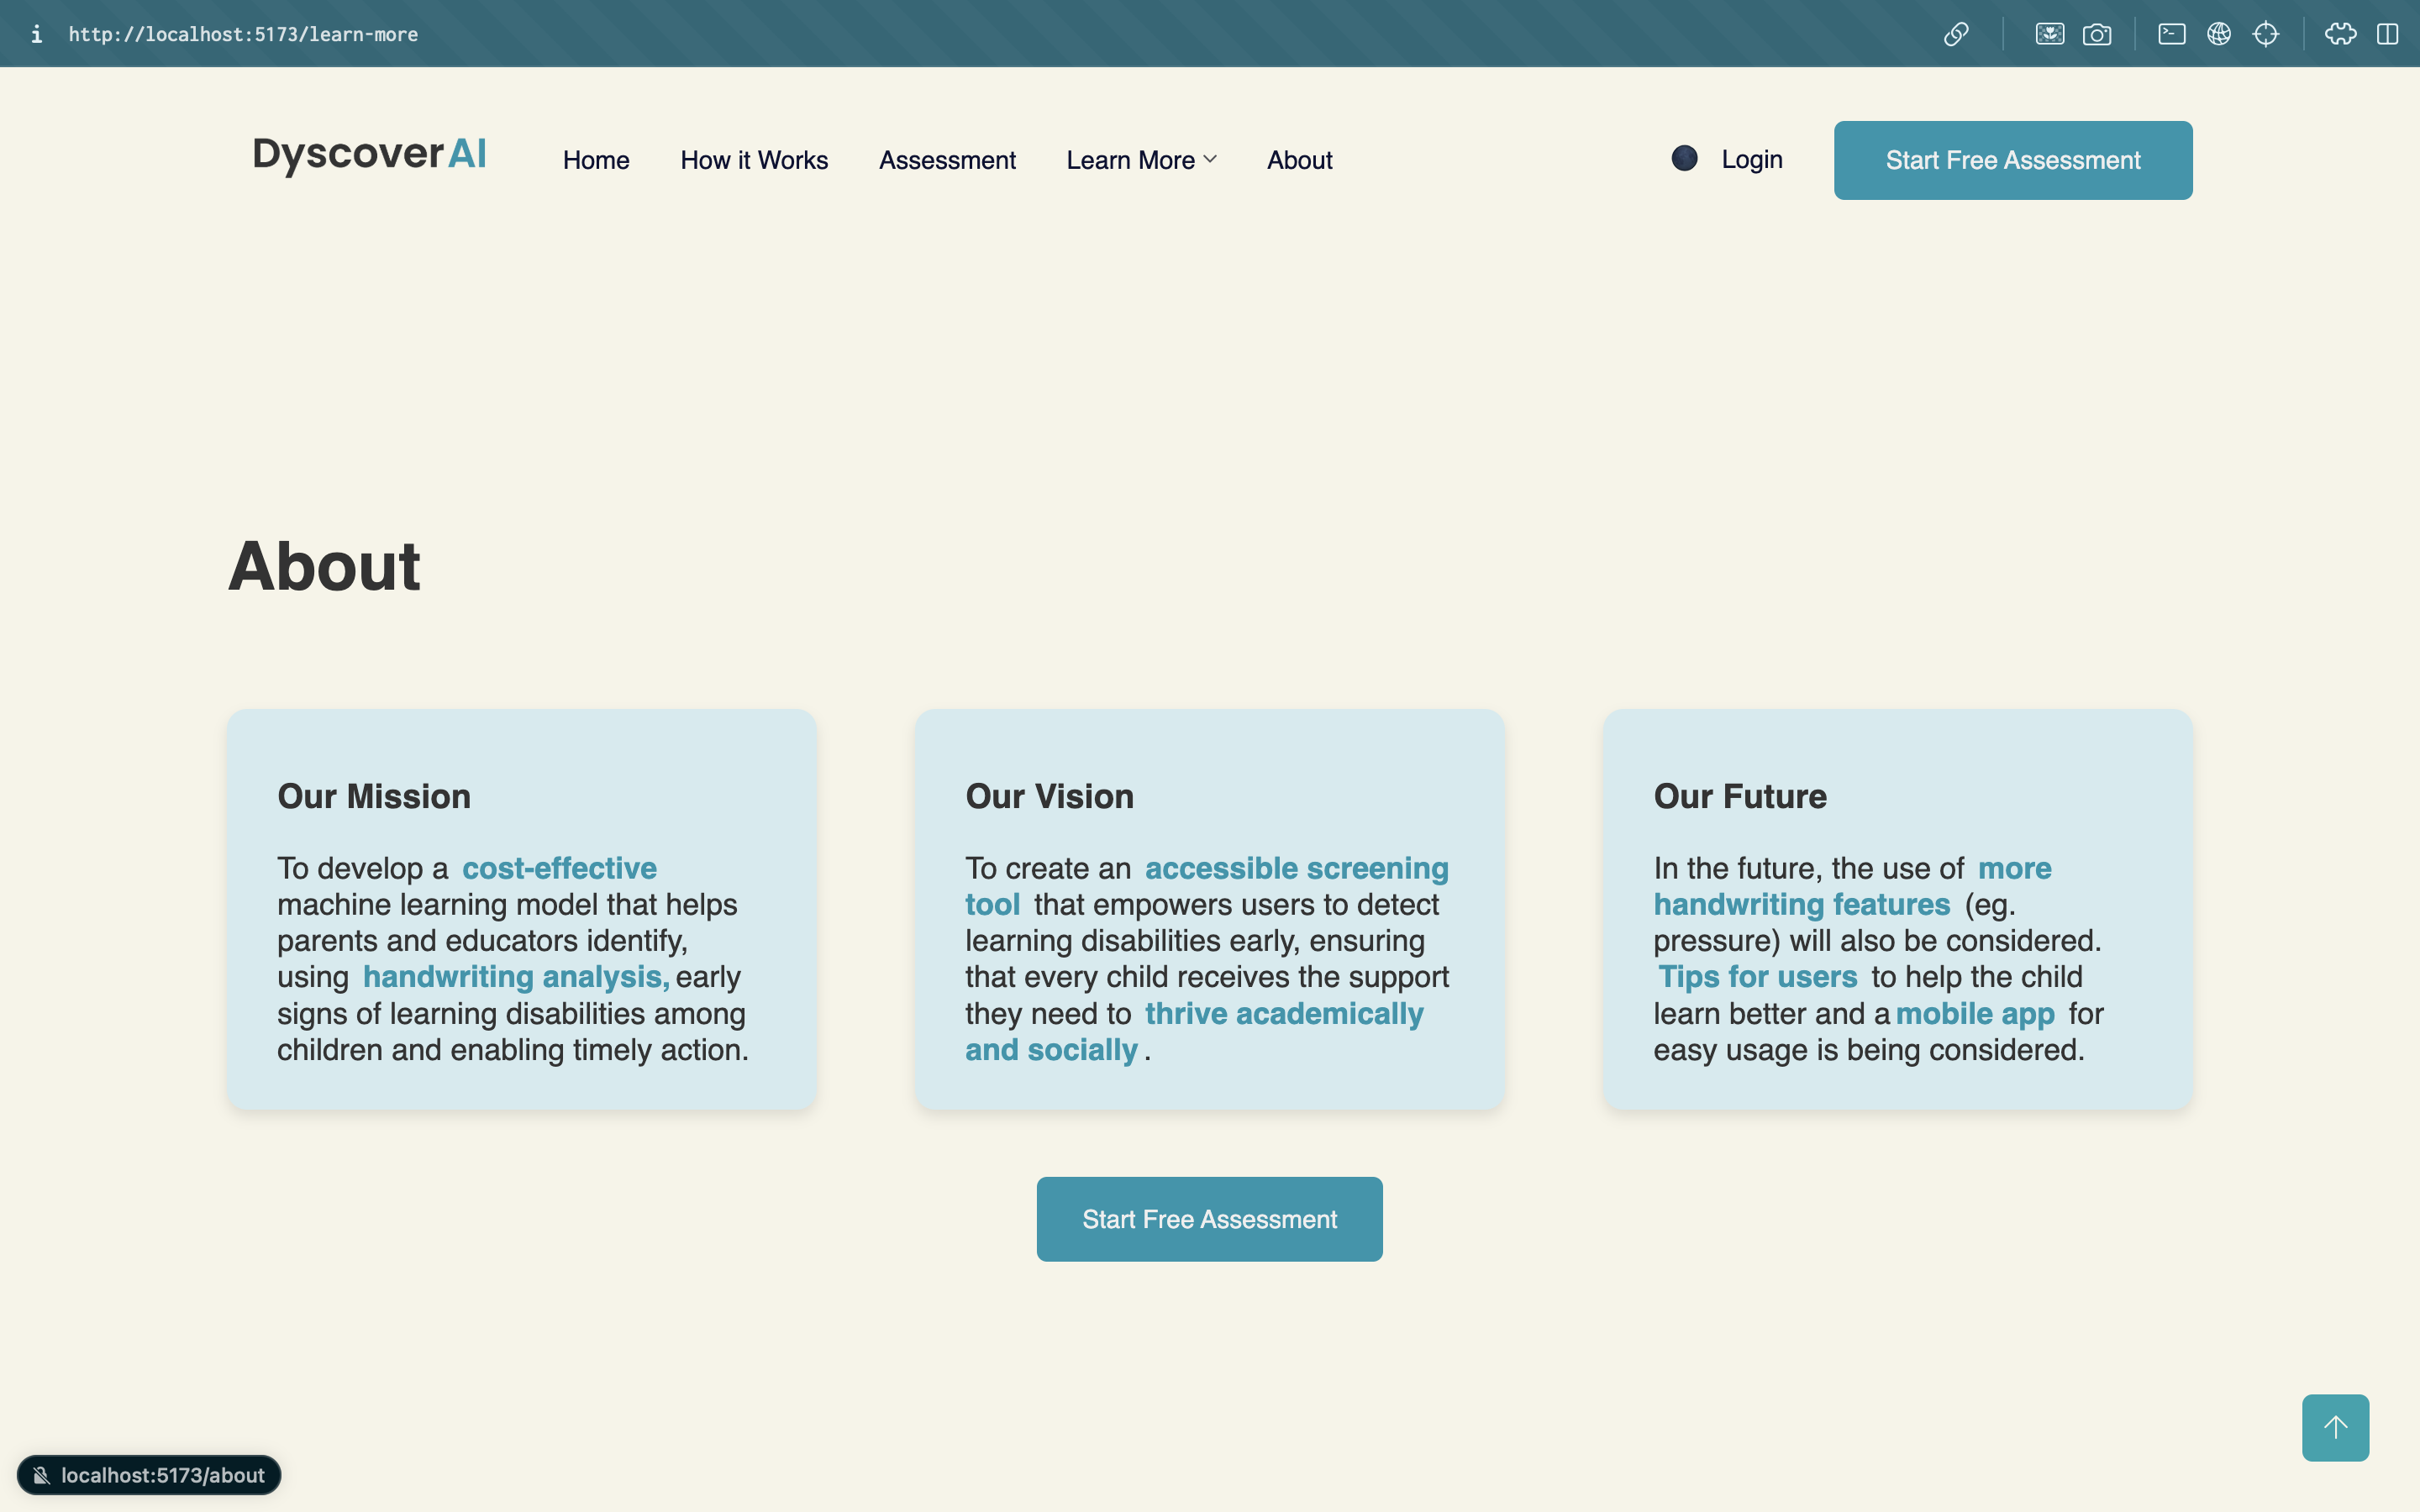 i http://localhost:5173/learn-more
DyscoverAI
Home How it Works Assessment Learn More About
Login
Start Free Assessment
About
Our Mission
To develop a cost-effective
machine learning model that helps
parents and educators identify,
using handwriting analysis, early
signs of learning disabilities among
children and enabling timely action.
Our Vision
To create an accessible screening
tool that empowers users to detect
learning disabilities early, ensuring
that every child receives the support
they need to thrive academically
and socially .
Our Future
In the future, the use of more
handwriting features (eg.
pressure) will also be considered.
Tips for users to help the child
learn better and a mobile app for
easy usage is being considered.
Start Free Assessment
localhost:5173/about